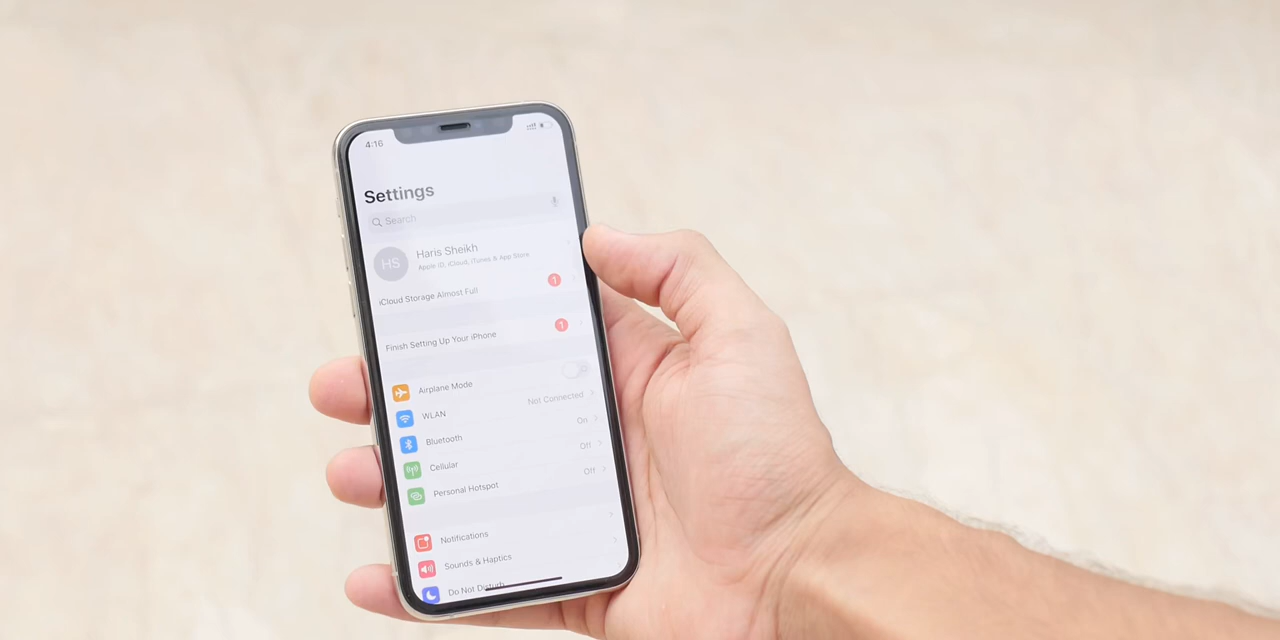 4:16
Settings
Search
HS
Haris Sheikh
Apple ID, iCloud, iTunes & App Store
iCloud Storage Almost Full
1
Finish Setting Up Your iPhone
1
Airplane Mode
WLAN
Not Connected
Bluetooth
On
Cellular
Off
Personal Hotspot
Off
Notifications
Sounds & Haptics
Do Not Disturb